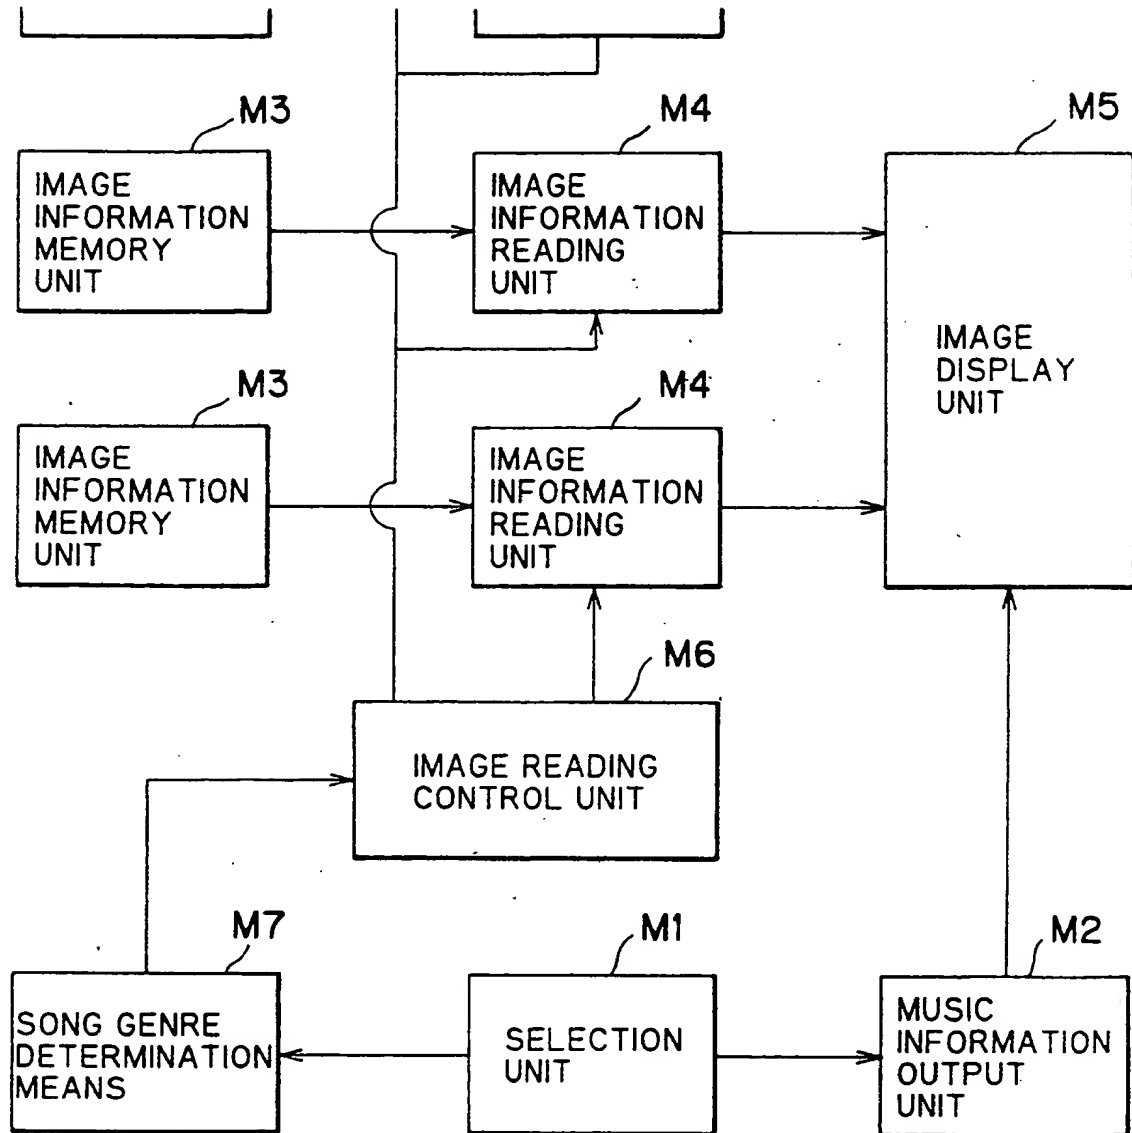 M3
M4
M5
IMAGE
INFORMATION
MEMORY
UNIT
IMAGE
INFORMATION
READING
UNIT
IMAGE
DISPLAY
UNIT
M3
M4
IMAGE
INFORMATION
MEMORY
UNIT
IMAGE
INFORMATION
READING
UNIT
M6
IMAGE READING
CONTROL UNIT
M7
M1
M2
SONG GENRE
DETERMINATION
MEANS
SELECTION
UNIT
MUSIC
INFORMATION
OUTPUT
UNIT